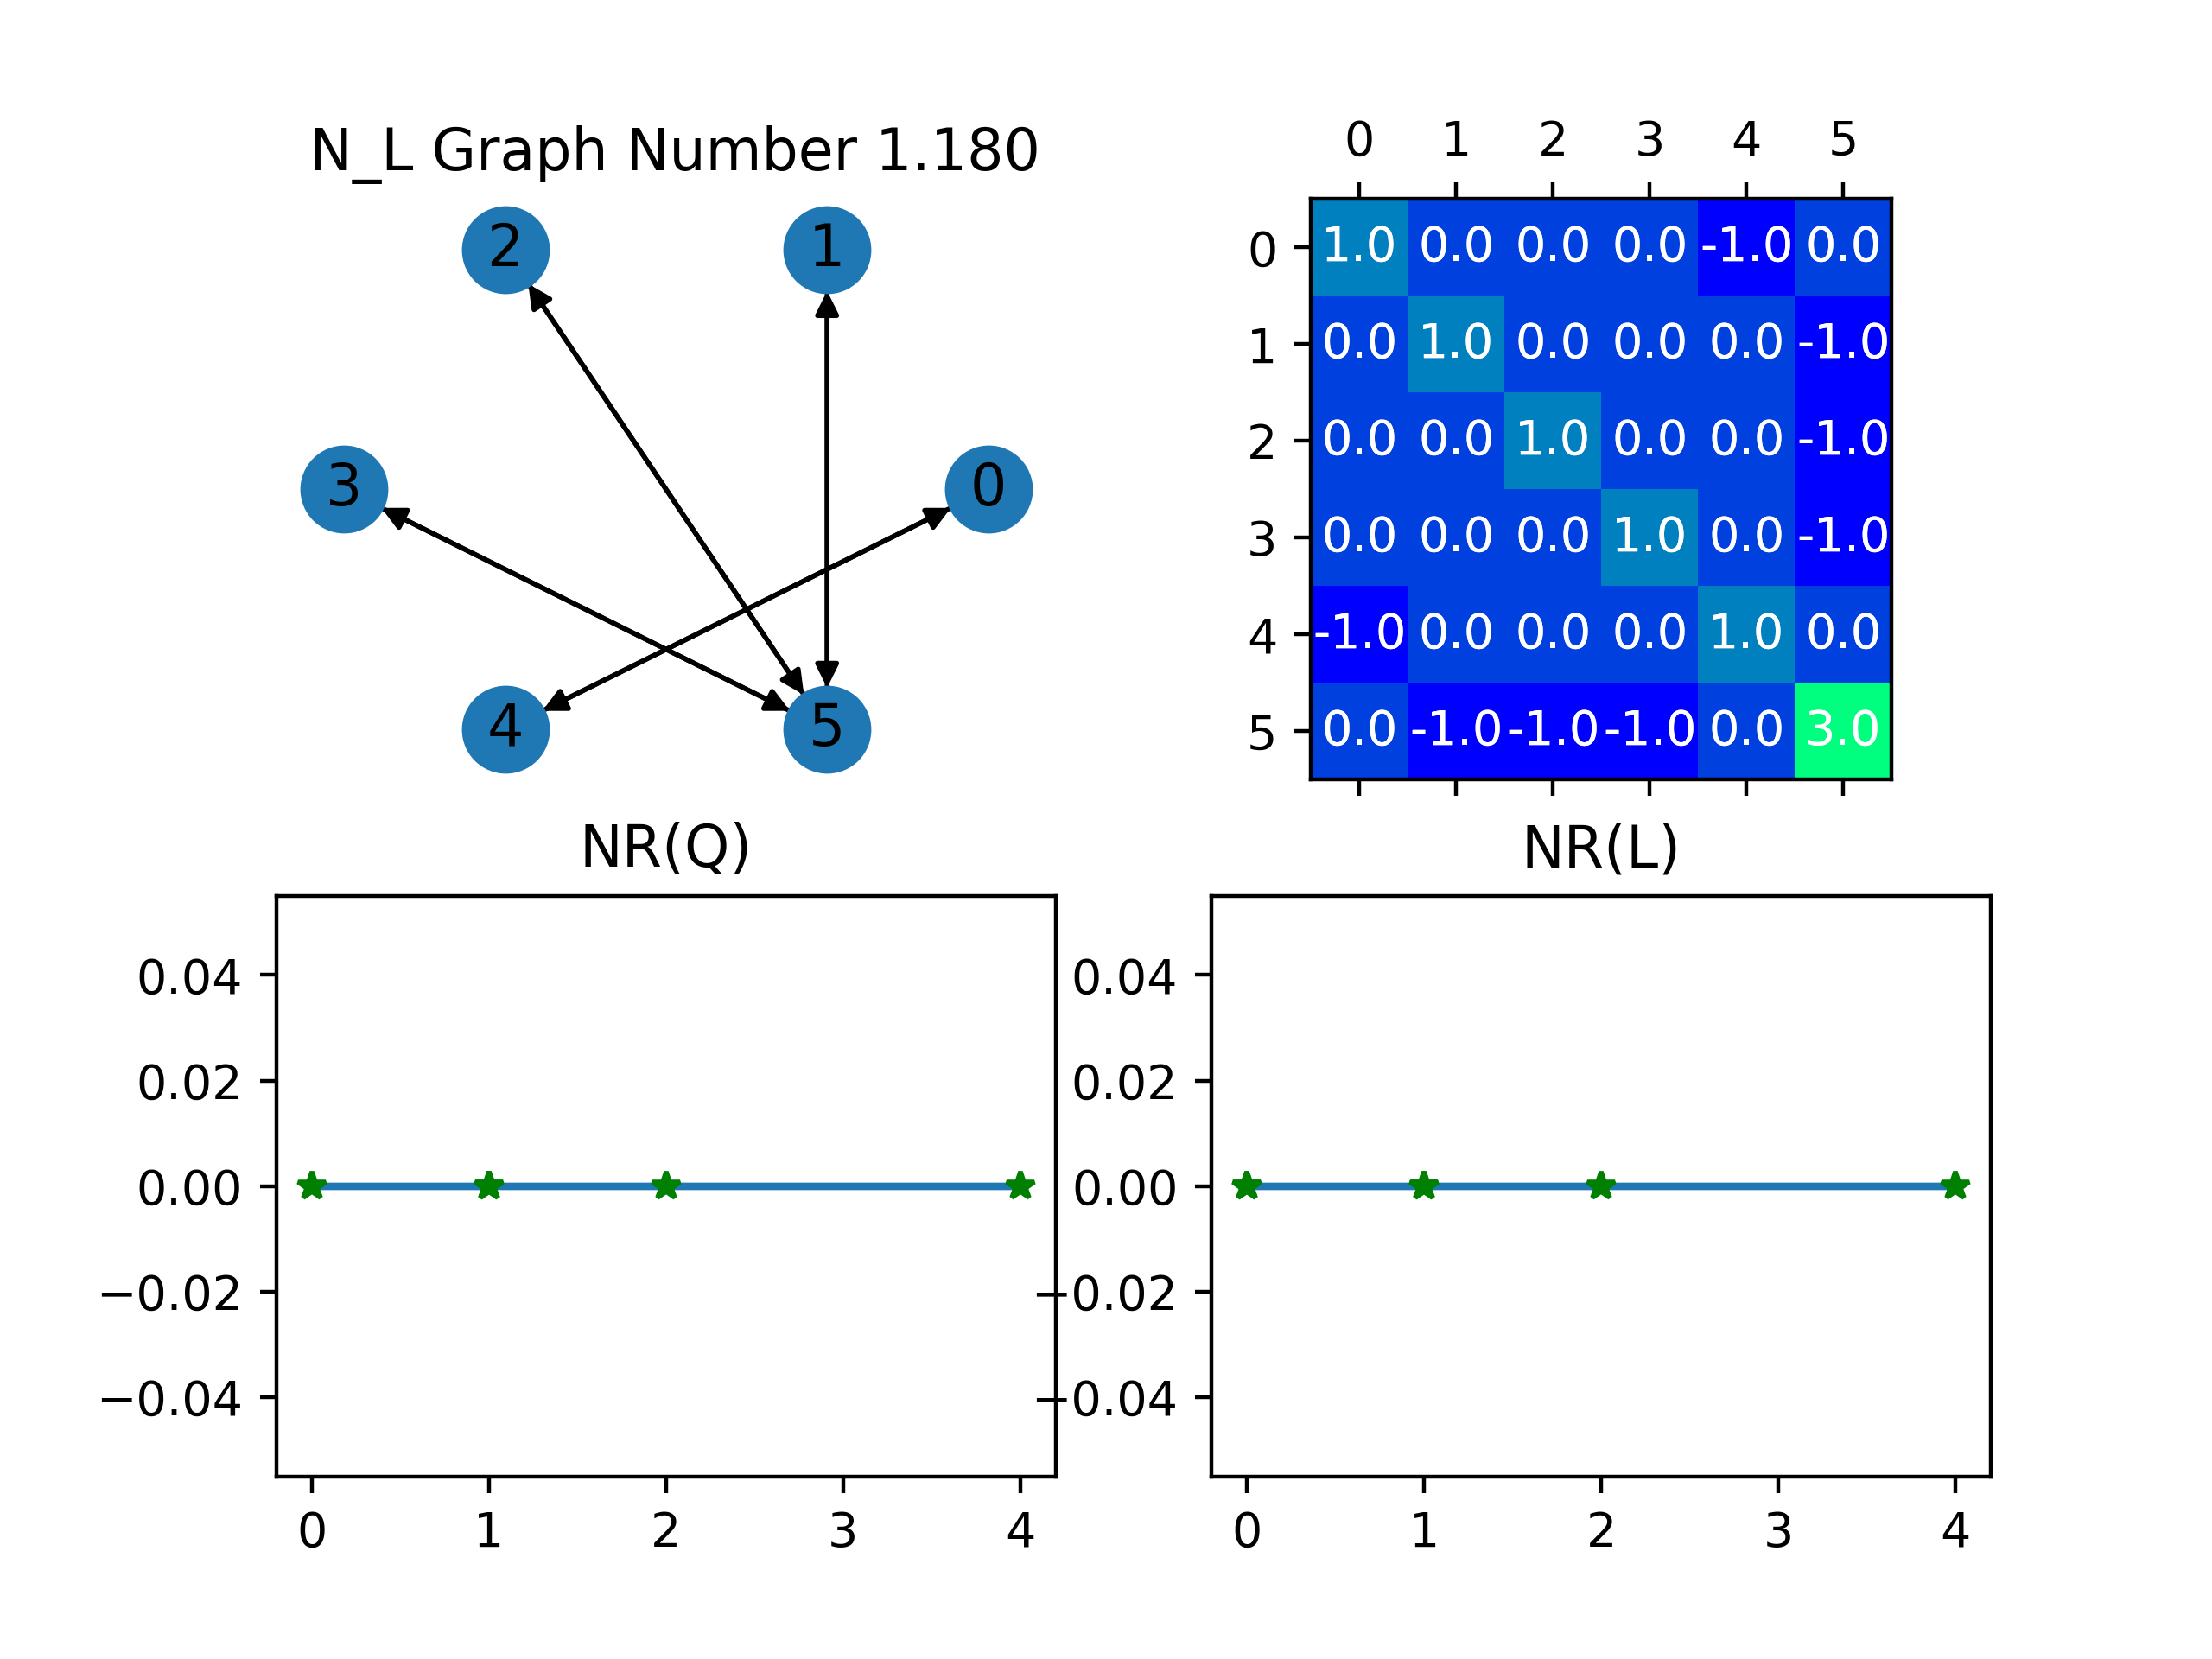 N_L Graph Number 1.180
2 1
3 0
4 5
0 1 2 3 4 5
0 1.0 0.0 0.0 0.0 -1.0 0.0
1 0.0 1.0 0.0 0.0 0.0 -1.0
2 0.0 0.0 1.0 0.0 0.0 -1.0
3 0.0 0.0 0.0 1.0 0.0 -1.0
4 -1.0 0.0 0.0 0.0 1.0 0.0
5 0.0 -1.0 -1.0 -1.0 0.0 3.0
NR(Q)
0.04
0.02
0.00
−0.02
−0.04
0 1 2 3 4
NR(L)
0.04
0.02
0.00
−0.02
−0.04
0 1 2 3 4